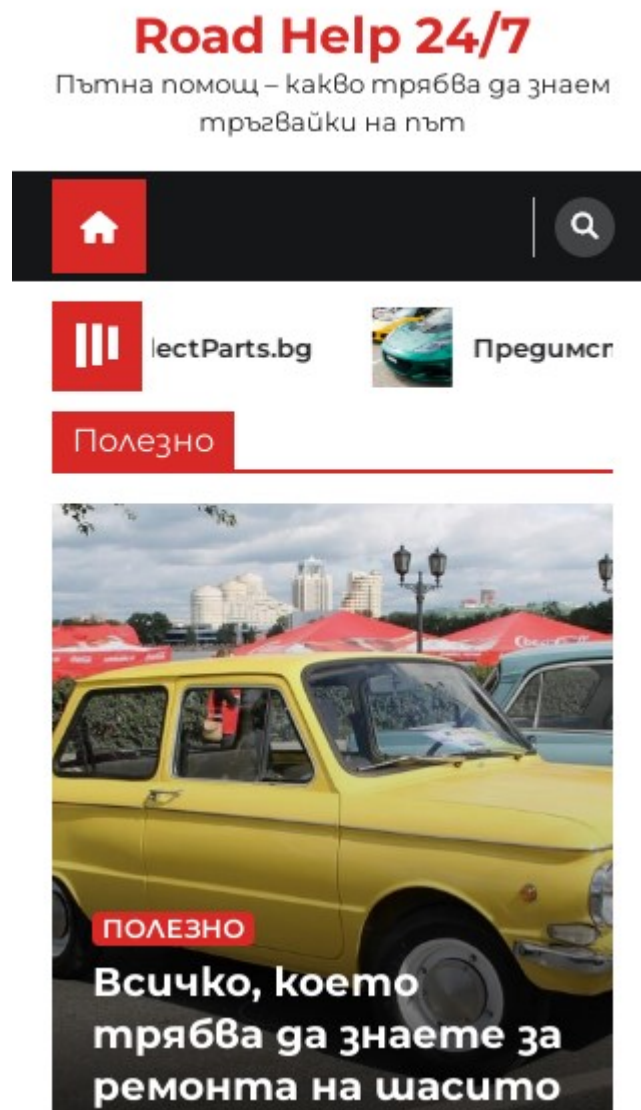 Road Help 24/7
Пътна помощ – какво трябва да знаем
тръгвайки на път
lectParts.bg
Предимст
Полезно
ПОЛЕЗНО
Всичко, което
трябва да знаете за
ремонта на шасито